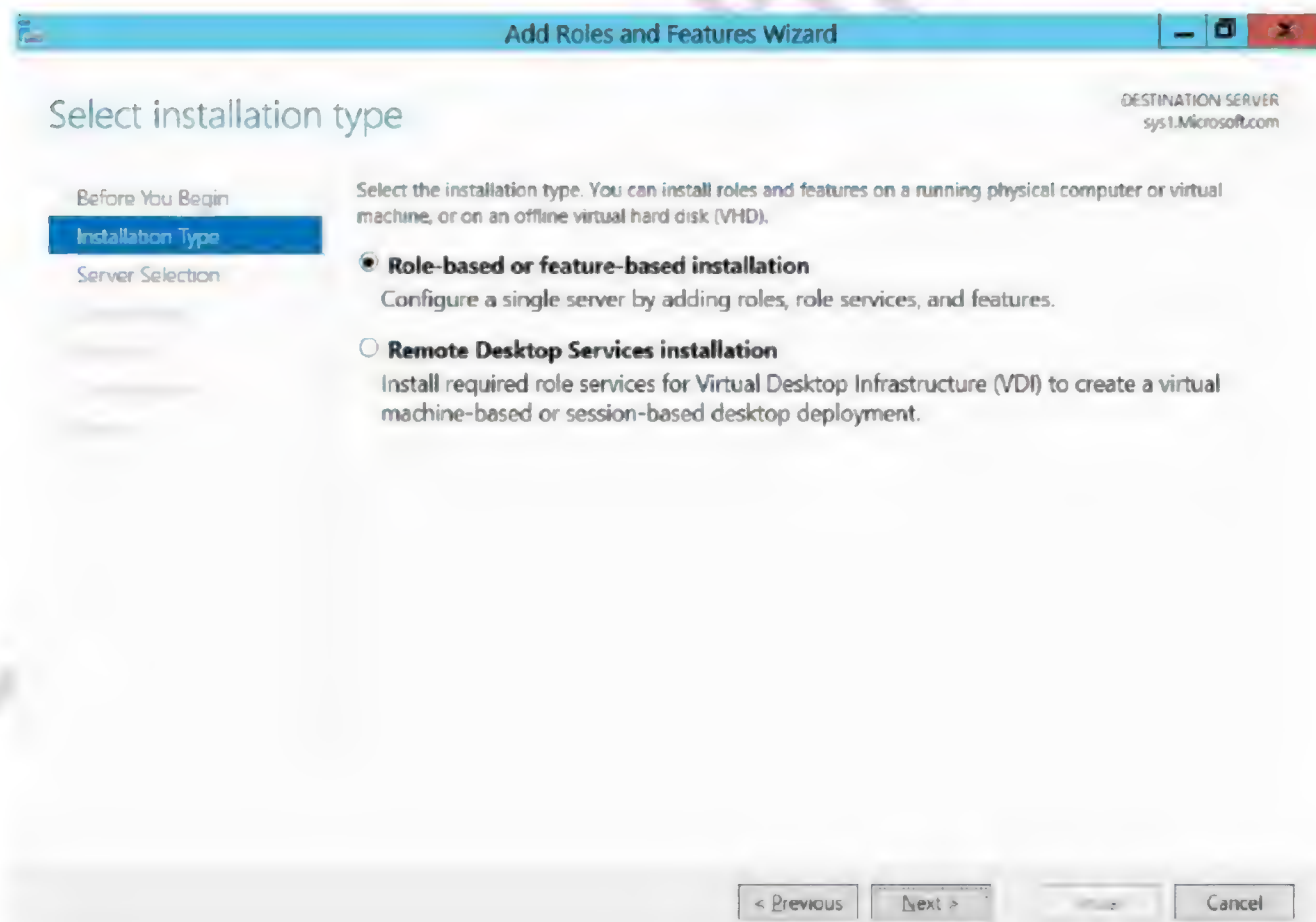 Add Roles and Features Wizard
Select installation type
DESTINATION SERVER
sys1.Microsoft.com
Before You Begin
Installation Type
Server Selection
Select the installation type. You can install roles and features on a running physical computer or virtual
machine, or on an offline virtual hard disk (VHD).
Role-based or feature-based installation
Configure a single server by adding roles, role services, and features.
Remote Desktop Services installation
Install required role services for Virtual Desktop Infrastructure (VDI) to create a virtual
machine-based or session-based desktop deployment.
< Previous
Next >
Cancel